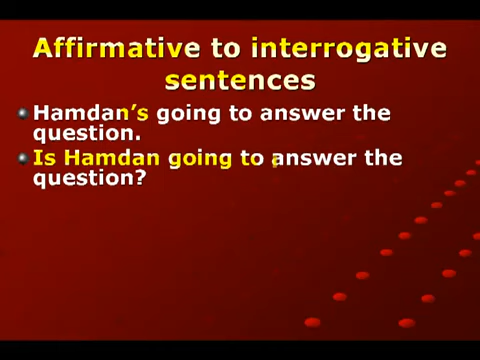 Affirmative to interrogative
sentences
Hamdan's going to answer the
question.
Is Hamdan going to answer the
question?